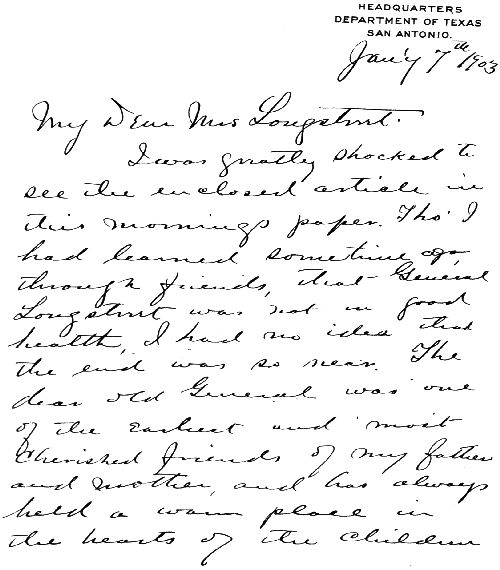 HEADQUARTERS
DEPARTMENT OF TEXAS
SAN ANTONIO.
Jan'y 7th 1903
My Dear Mrs Longstreet.
I was greatly shocked to
see the enclosed article in
this mornings paper. Tho' I
had learned sometime ago,
through friends, that General
Longstreet was not in good
health, I had no idea that
the end was so near. The
dear old General was one
of the earliest and most
cherished friends of my father
and mother, and has always
held a warm place in
the hearts of the children